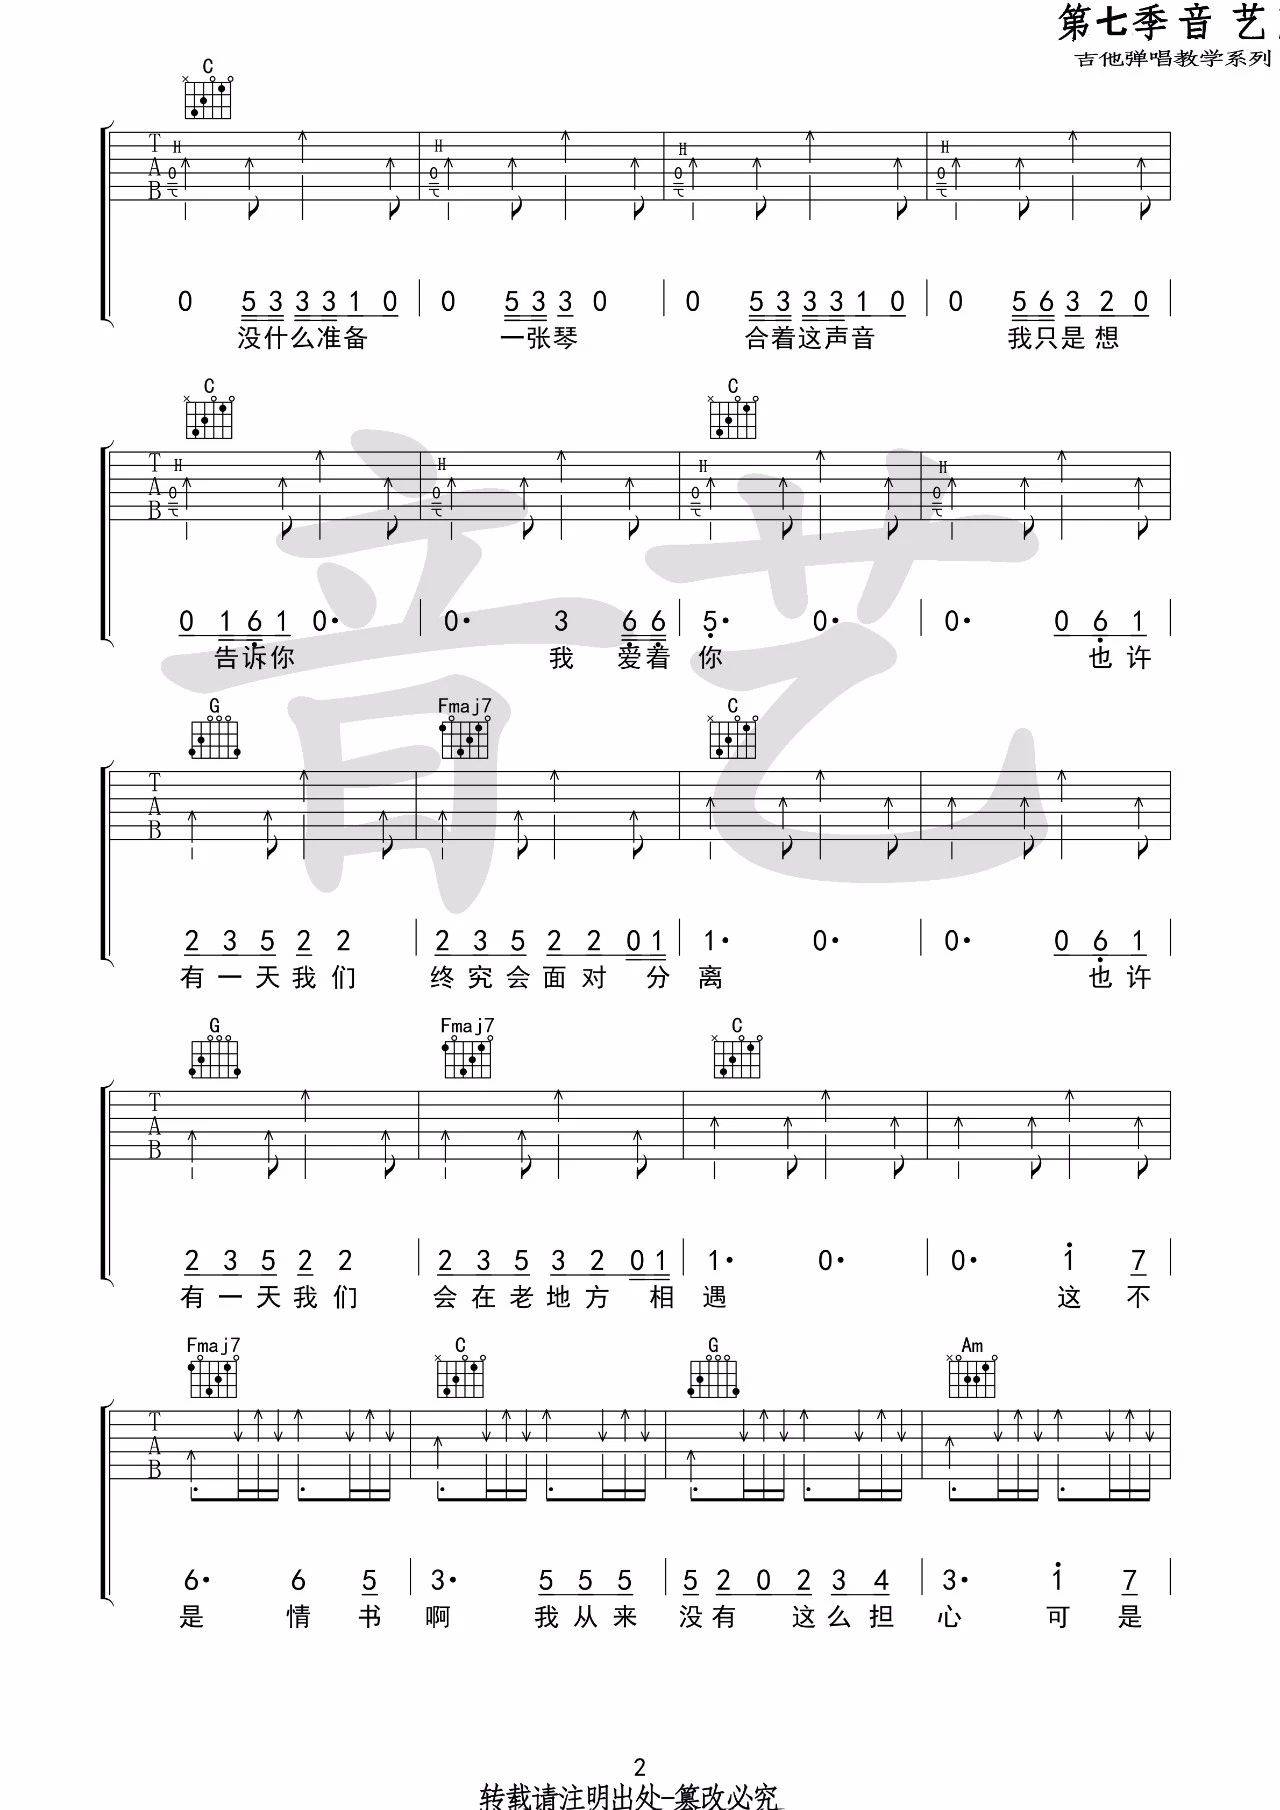 第七季音艺
吉他弹唱教学系列
C
T A B H H H H
0 5 3 3 3 1 0 | 0 5 3 3 0 | 0 5 3 3 3 1 0 | 0 5 6 3 2 0
没什么准备 一张琴 合着这声音 我只是想
C C
T A B H H H H
0 1 6 1 0· | 0· 3 6 6 | 5· 0· | 0· 0 6 1
告诉你 我 爱着 你 也许
音艺
G Fmaj7 C
T A B
2 3 5 2 2 | 2 3 5 2 2 0 1 | 1· 0· | 0· 0 6 1
有一天我们 终究会面对 分 离 也许
G Fmaj7 C
T A B
2 3 5 2 2 | 2 3 5 3 2 0 1 | 1· 0· | 0· 1 7
有一天我们 会在老地方 相 遇 这 不
Fmaj7 C G Am
T A B
6· 6 5 | 3· 5 5 5 | 5 2 0 2 3 4 | 3· 1 7
是 情 书 啊 我从来 没有 这么担 心 可是
2
转载请注明出处-篡改必究